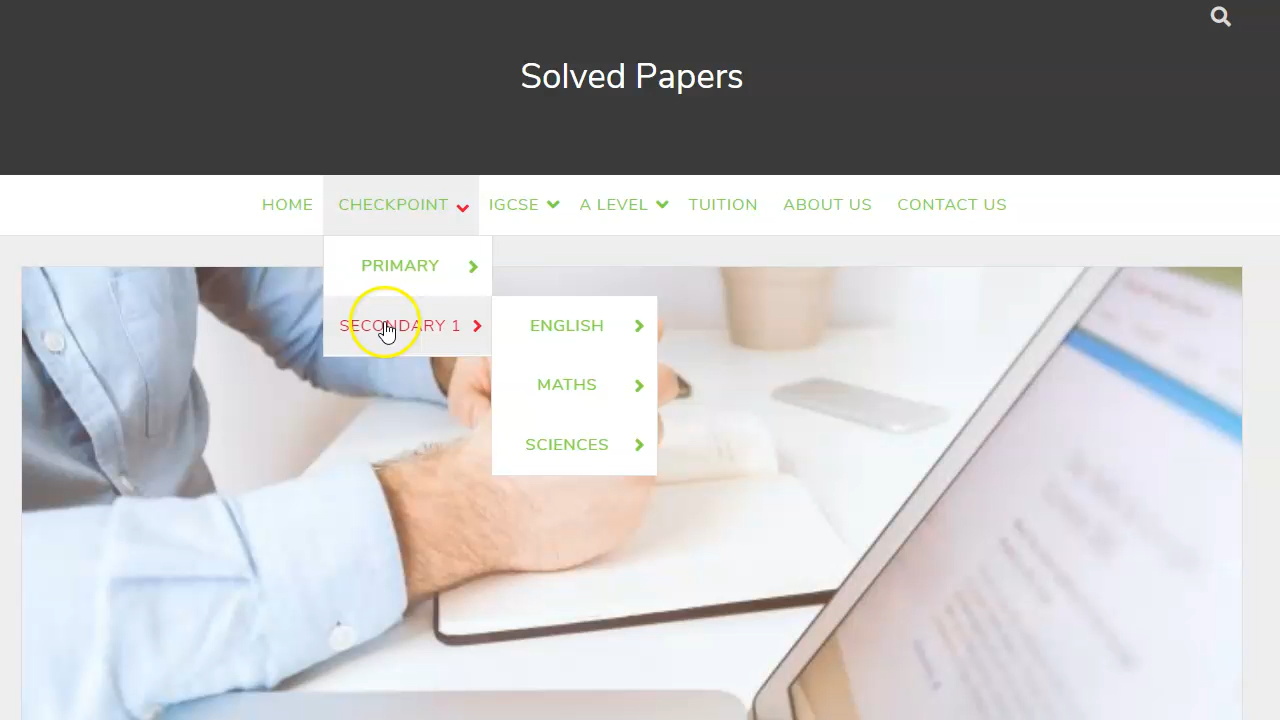 Solved Papers
HOME CHECKPOINT IGCSE A LEVEL TUITION ABOUT US CONTACT US
PRIMARY
SECONDARY 1
ENGLISH
MATHS
SCIENCES